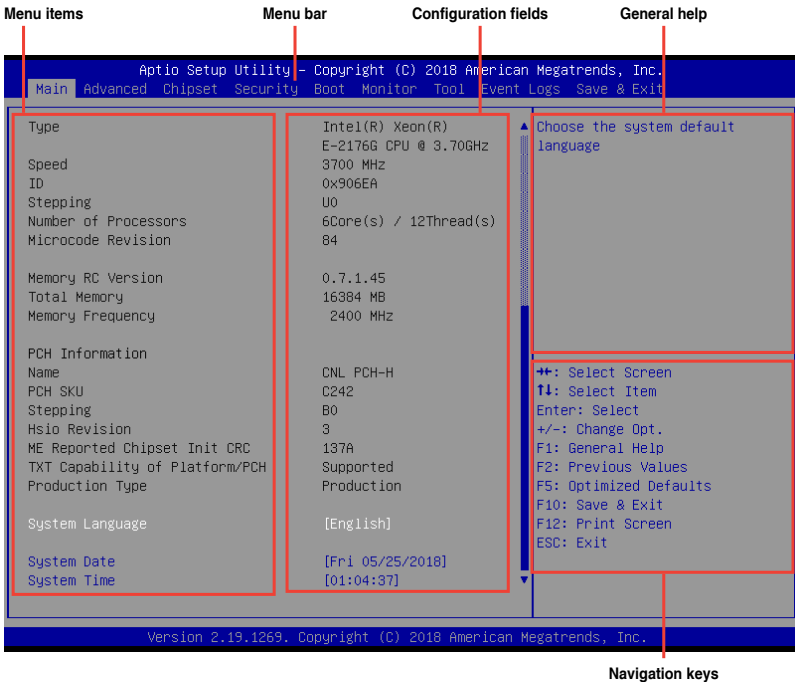 Menu items Menu bar Configuration fields General help
Aptio Setup Utility – Copyright (C) 2018 American Megatrends, Inc.
Main Advanced Chipset Security Boot Monitor Tool Event Logs Save & Exit
Type Intel(R) Xeon(R)
E-2176G CPU @ 3.70GHz
Speed 3700 MHz
ID 0x906EA
Stepping U0
Number of Processors 6Core(s) / 12Thread(s)
Microcode Revision 84
Memory RC Version 0.7.1.45
Total Memory 16384 MB
Memory Frequency 2400 MHz
PCH Information
Name CNL PCH-H
PCH SKU C242
Stepping B0
Hsio Revision 3
ME Reported Chipset Init CRC 137A
TXT Capability of Platform/PCH Supported
Production Type Production
System Language [English]
System Date [Fri 05/25/2018]
System Time [01:04:37]
Choose the system default
language
→←: Select Screen
↑↓: Select Item
Enter: Select
+/-: Change Opt.
F1: General Help
F2: Previous Values
F5: Optimized Defaults
F10: Save & Exit
F12: Print Screen
ESC: Exit
Version 2.19.1269. Copyright (C) 2018 American Megatrends, Inc.
Navigation keys